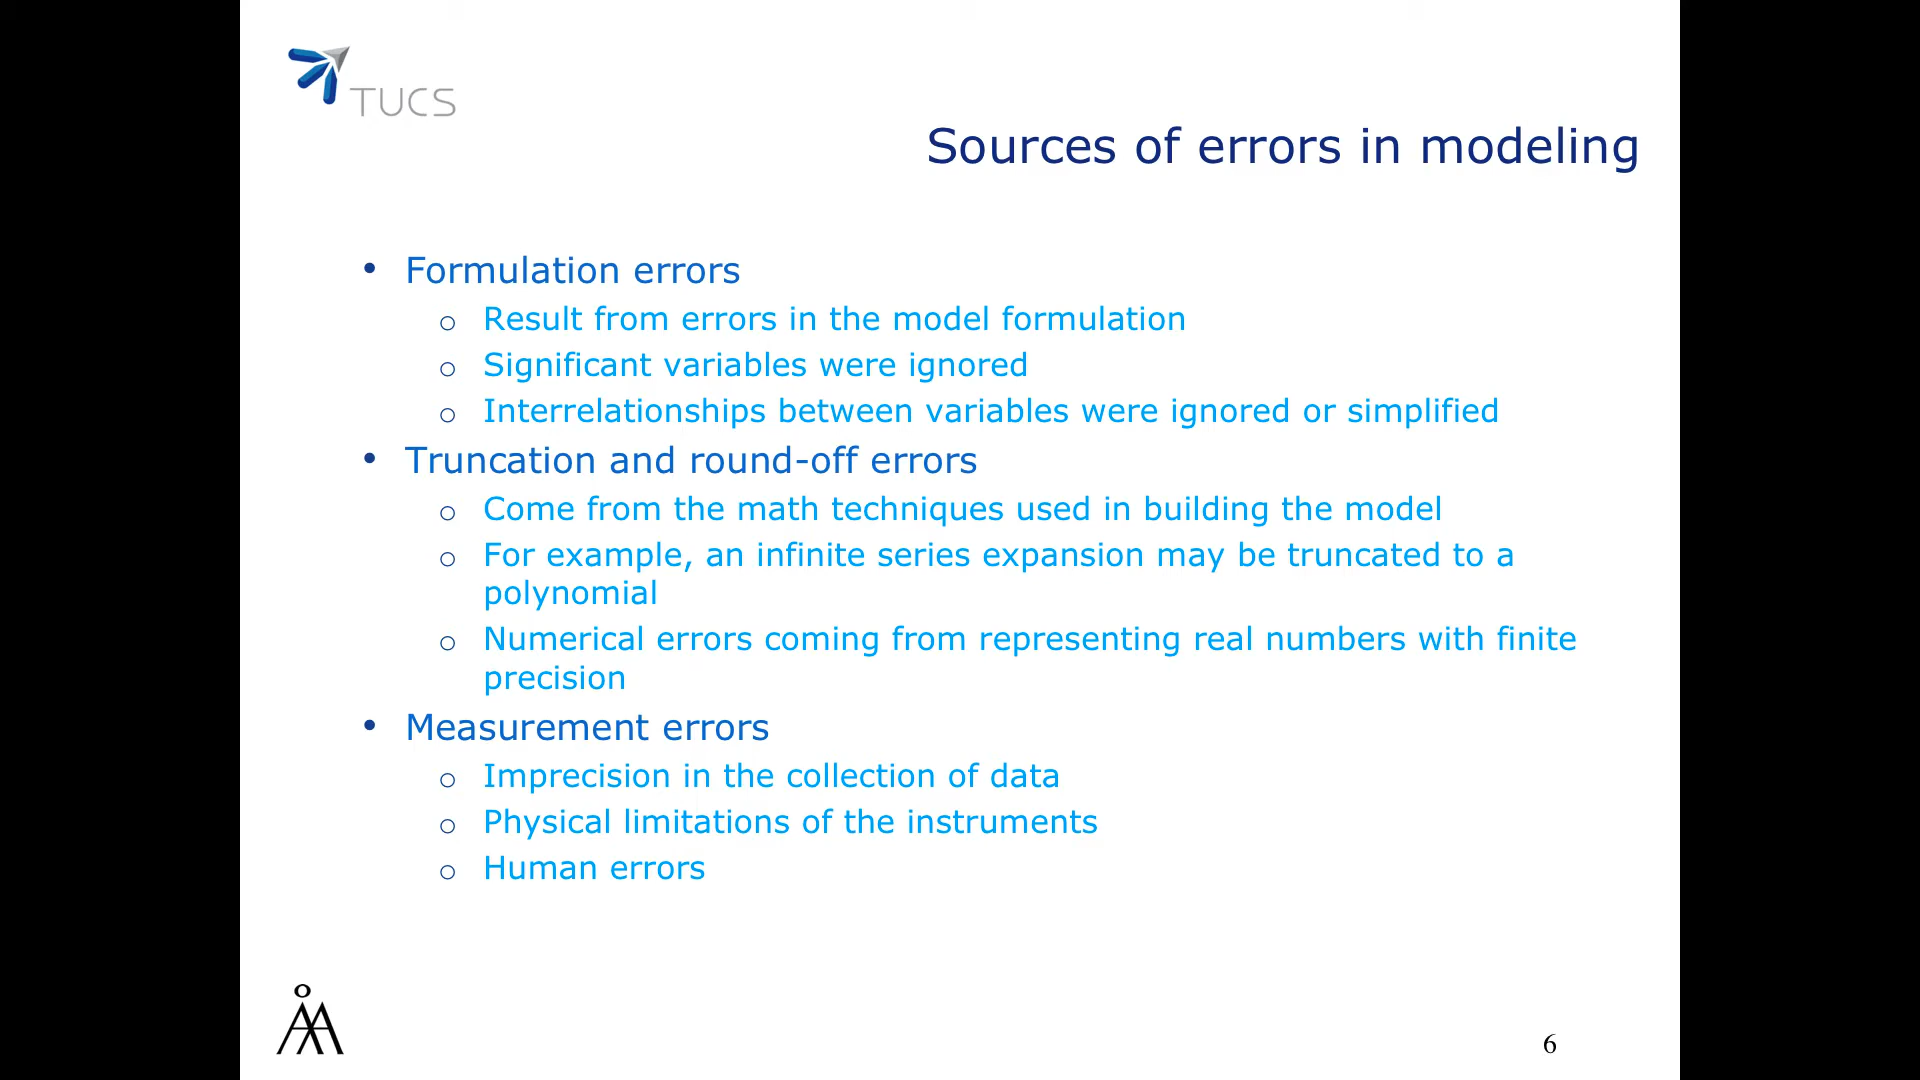 TUCS
Sources of errors in modeling
• Formulation errors
o Result from errors in the model formulation
o Significant variables were ignored
o Interrelationships between variables were ignored or simplified
• Truncation and round-off errors
o Come from the math techniques used in building the model
o For example, an infinite series expansion may be truncated to a
polynomial
o Numerical errors coming from representing real numbers with finite
precision
• Measurement errors
o Imprecision in the collection of data
o Physical limitations of the instruments
o Human errors
6